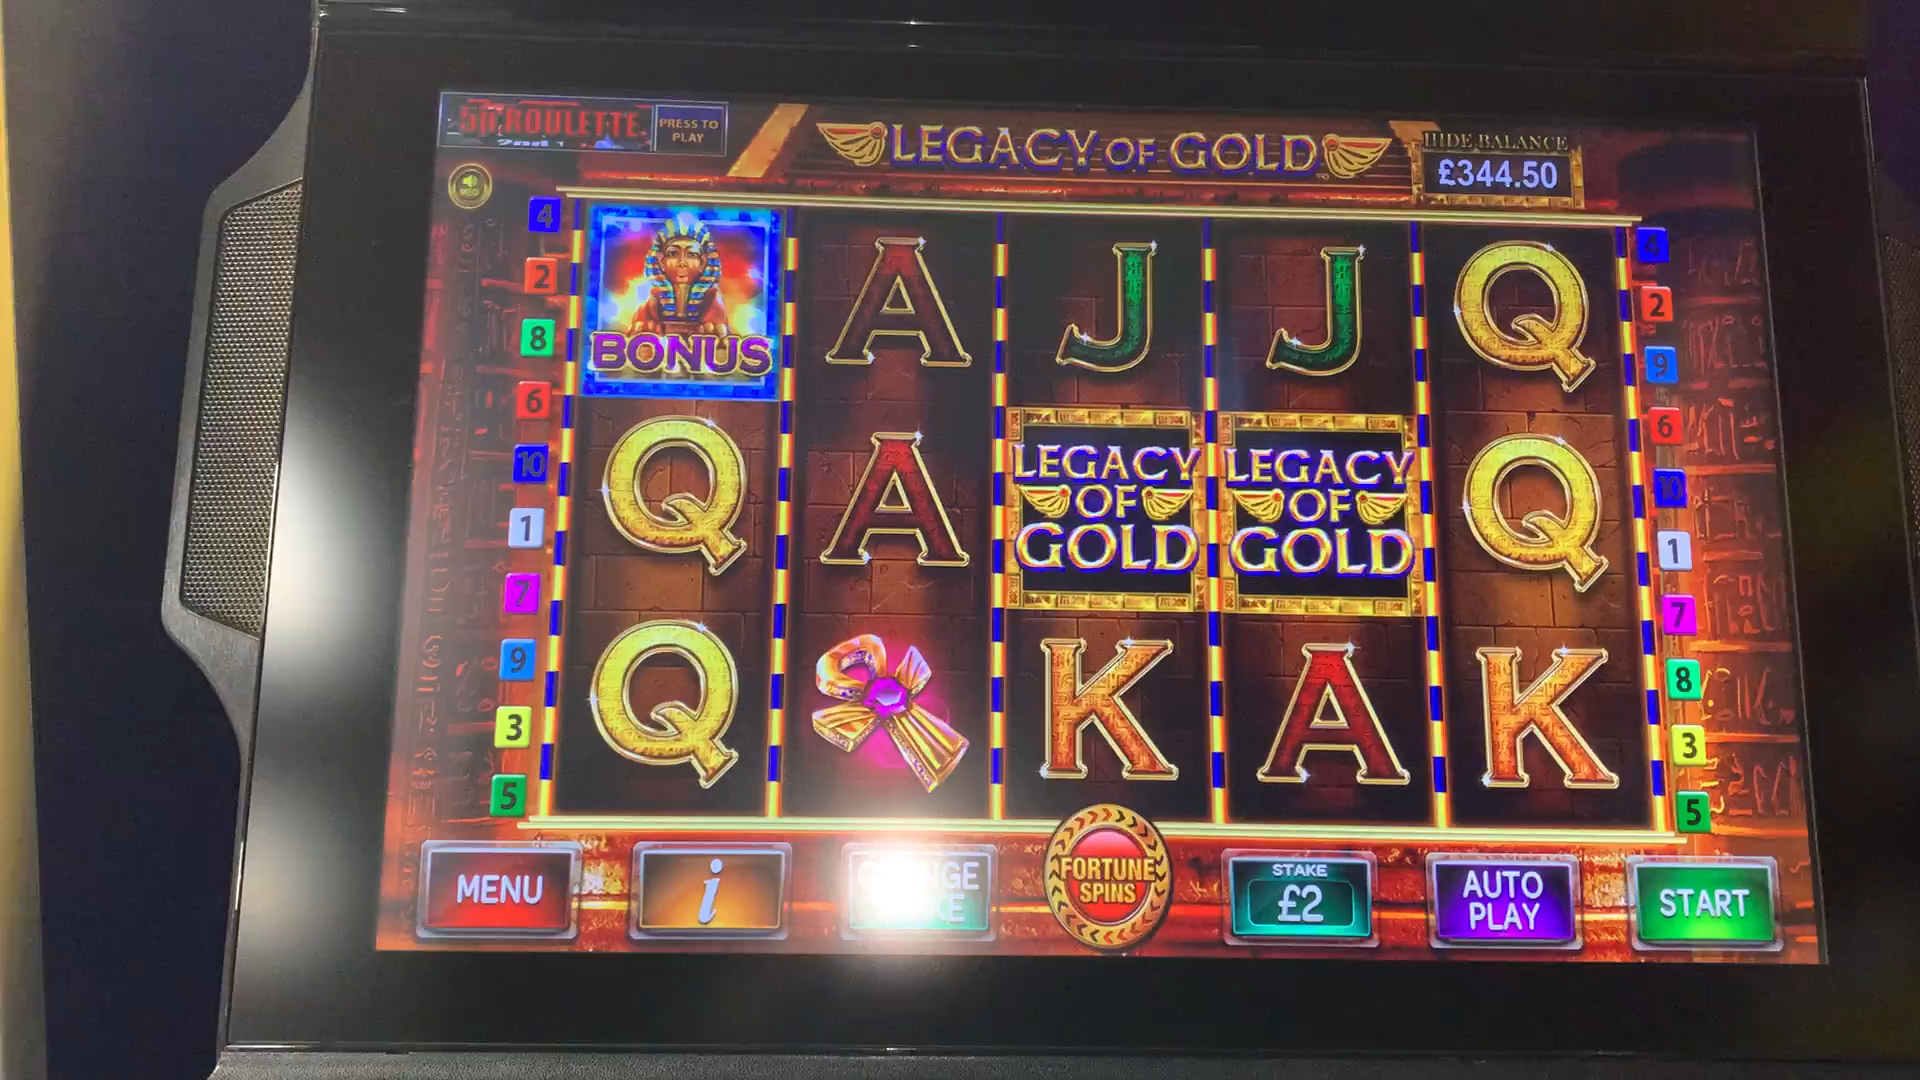 50p ROULETTE
PRESS TO
PLAY
LEGACY OF GOLD
HIDE BALANCE
£344.50
4
2
8
6
10
1
7
9
3
5
BONUS
A
J
J
Q
Q
A
LEGACY
OF
GOLD
LEGACY
OF
GOLD
Q
Q
K
A
K
4
2
9
6
10
1
7
8
3
5
MENU
i
FORTUNE
SPINS
STAKE
£2
AUTO
PLAY
START